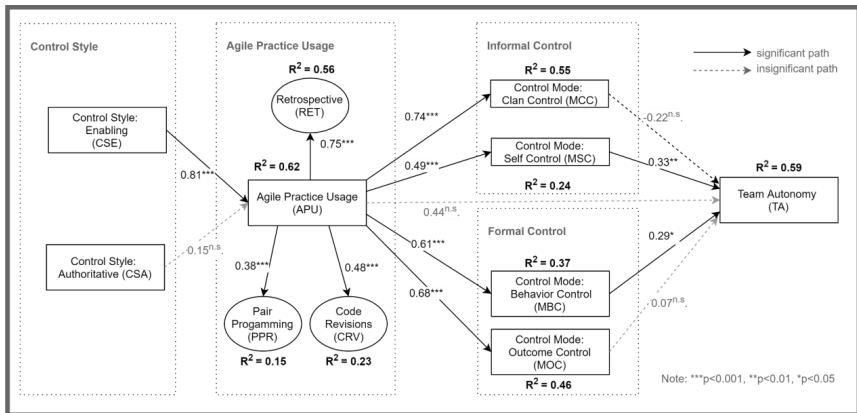 Control Style
Agile Practice Usage
Informal Control
significant path
insignificant path
R² = 0.56
R² = 0.55
Retrospective
(RET)
Control Mode:
Clan Control (MCC)
Control Style:
Enabling
(CSE)
0.74***
-0.22n.s.
0.75***
Control Mode:
Self Control (MSC)
0.49***
0.33**
R² = 0.62
R² = 0.59
0.81***
R² = 0.24
Agile Practice Usage
(APU)
Team Autonomy
(TA)
0.44n.s.
0.15n.s.
Formal Control
0.61***
0.29*
Control Style:
Authoritative (CSA)
0.38***
0.48***
R² = 0.37
0.68***
Control Mode:
Behavior Control
(MBC)
0.07n.s
Pair
Progamming
(PPR)
Code
Revisions
(CRV)
Control Mode:
Outcome Control
(MOC)
R² = 0.15
R² = 0.23
R² = 0.46
Note: ***p<0.001, **p<0.01, *p<0.05